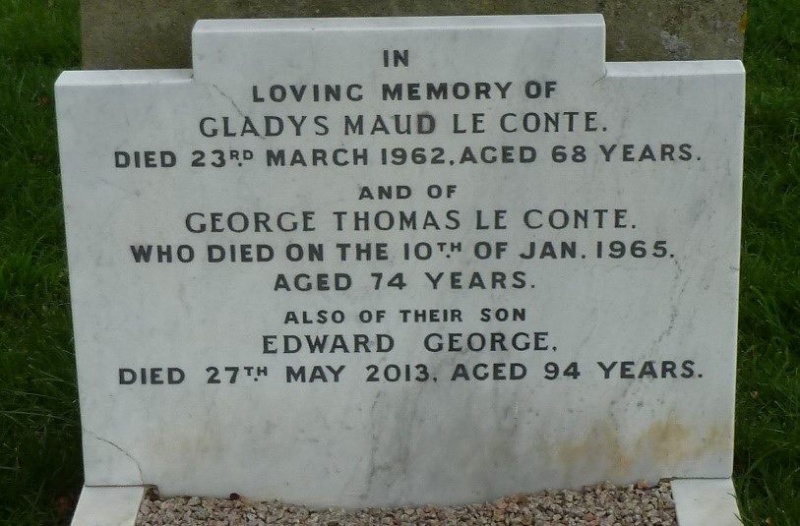 IN
LOVING MEMORY OF
GLADYS MAUD LE CONTE.
DIED 23RD MARCH 1962, AGED 68 YEARS.
AND OF
GEORGE THOMAS LE CONTE.
WHO DIED ON THE 10TH OF JAN. 1965.
AGED 74 YEARS.
ALSO OF THEIR SON
EDWARD GEORGE.
DIED 27TH MAY 2013, AGED 94 YEARS.